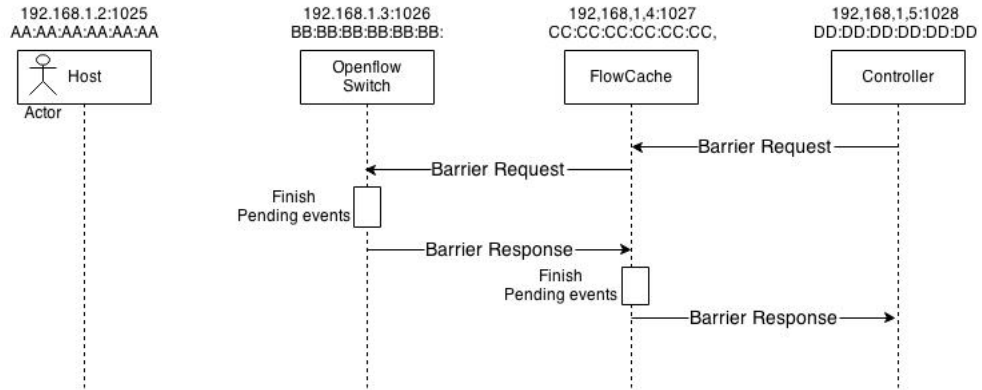 192.168.1.2:1025
AA:AA:AA:AA:AA:AA
192.168.1.3:1026
BB:BB:BB:BB:BB:BB:
192,168,1,4:1027
CC:CC:CC:CC:CC:CC,
192,168,1,5:1028
DD:DD:DD:DD:DD:DD
Host
Actor
Openflow
Switch
FlowCache
Controller
Barrier Request
Barrier Request
Finish
Pending events
Barrier Response
Finish
Pending events
Barrier Response